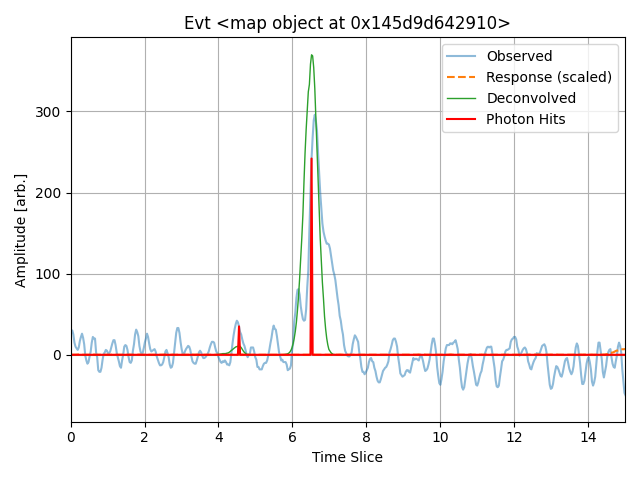 Evt <map object at 0x145d9d642910>
Observed
Response (scaled)
Deconvolved
Photon Hits
Amplitude [arb.]
300
200
100
0
0 2 4 6 8 10 12 14
Time Slice